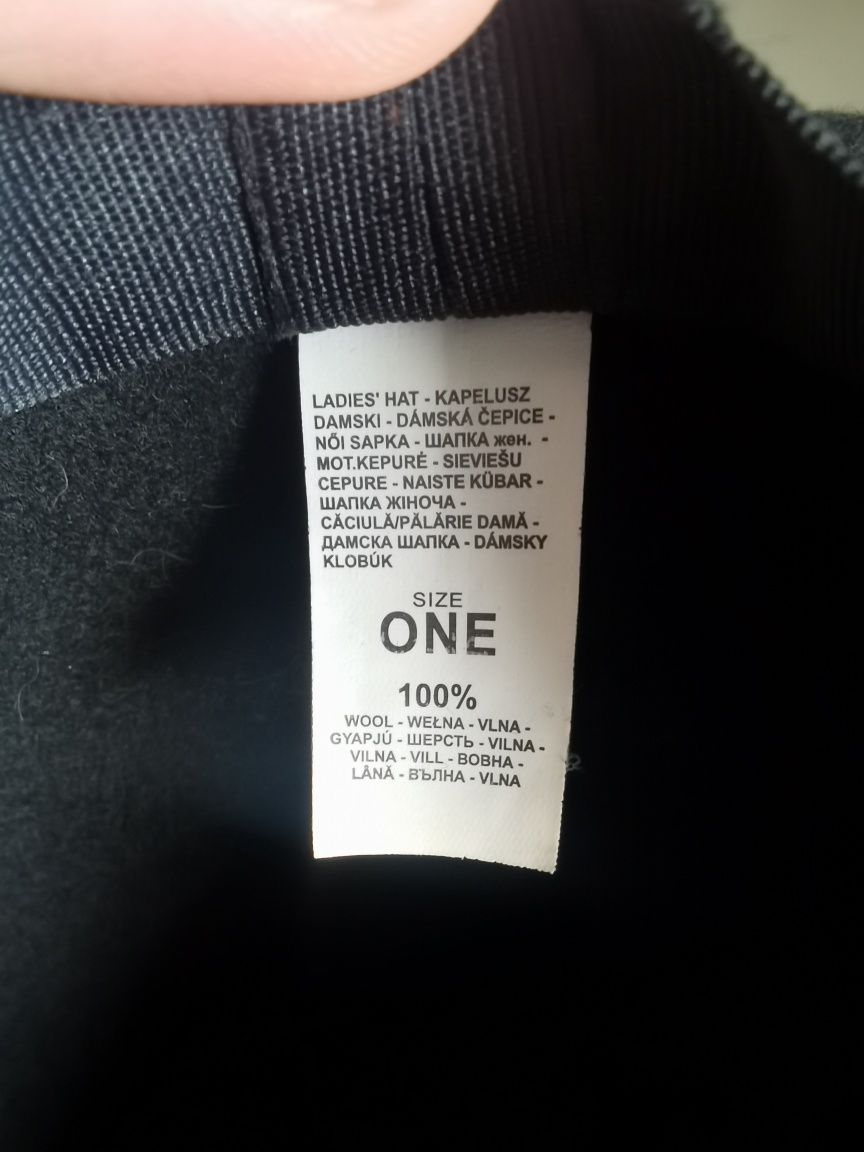 LADIES' HAT - KAPELUSZ
DAMSKI - DÁMSKÁ ČEPICE -
NŐI SAPKA - ШАПКА жен. -
MOT.KEPURĖ - SIEVIEŠU
CEPURE - NAISTE KÜBAR -
ШАПКА ЖІНОЧА -
CĂCIULĂ/PĂLĂRIE DAMĂ -
ДАМСКА ШАПКА - DÁMSKY
KLOBÚK
SIZE
ONE
100%
WOOL - WEŁNA - VLNA -
GYAPJÚ - ШЕРСТЬ - VILNA -
VILNA - VILL - ВОВНА -
LÂNĂ - ВЪЛНА - VLNA